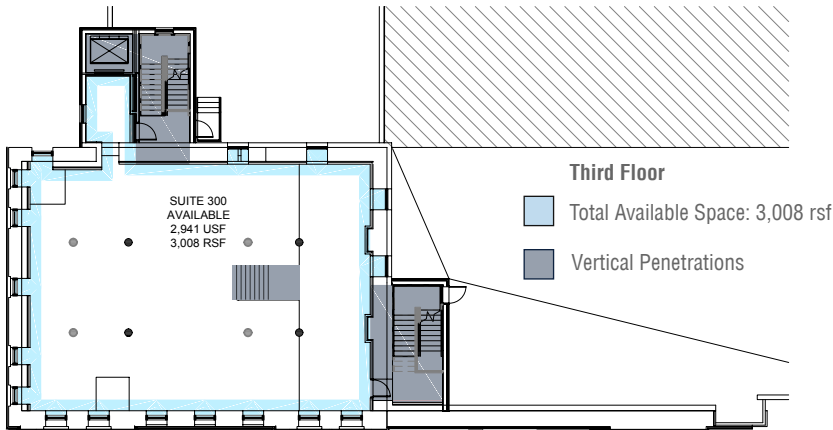 SUITE 300
AVAILABLE
2,941 USF
3,008 RSF
Third Floor
Total Available Space: 3,008 rsf
Vertical Penetrations